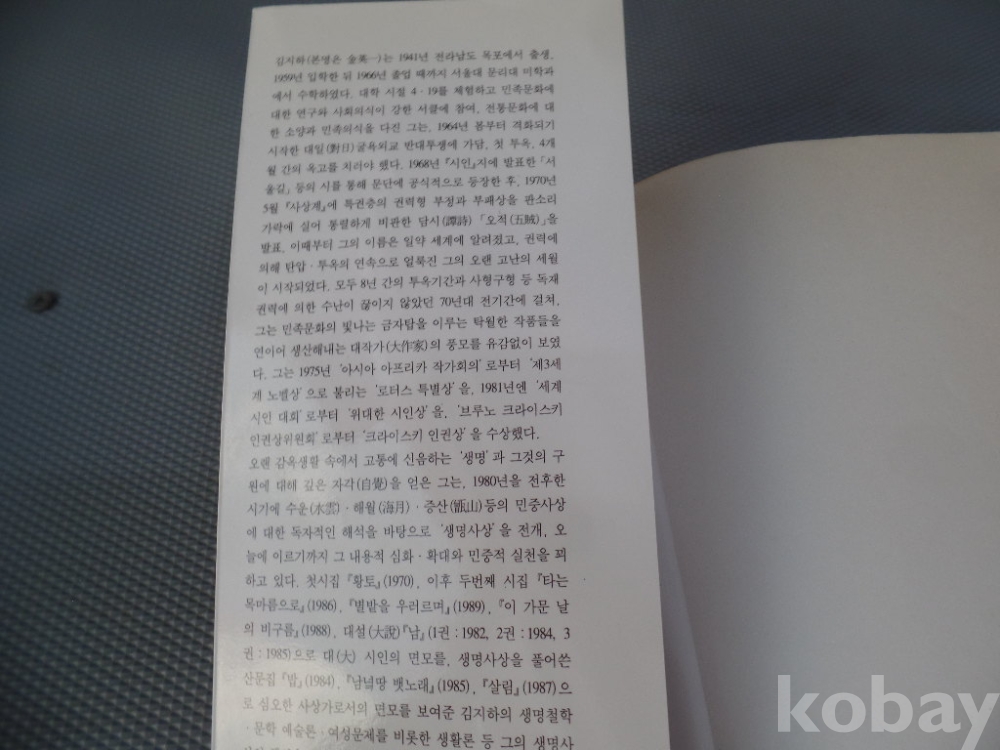 김지하(본명은 金英一)는 1941년 전라남도 목포에서 출생,
1959년 입학한 뒤 1966년 졸업 때까지 서울대 문리대 미학과
에서 수학하였다. 대학 시절 4·19를 체험하고 민족문화에
대한 연구와 사회의식이 강한 서클에 참여, 전통문화에 대
한 소양과 민족의식을 다진 그는, 1964년 봄부터 격화되기
시작한 대일(對日)굴욕외교 반대투쟁에 가담, 첫 투옥, 4개
월 간의 옥고를 치러야 했다. 1968년 『시인』지에 발표한 「서
울길」 등의 시를 통해 문단에 공식적으로 등장한 후, 1970년
5월 『사상계』에 특권층의 권력형 부정과 부패상을 판소리
가락에 실어 통렬하게 비판한 담시(譚詩) 「오적(五賊)」을
발표, 이때부터 그의 이름은 일약 세계에 알려졌고, 권력에
의해 탄압·투옥의 연속으로 얼룩진 그의 오랜 고난의 세월
이 시작되었다. 모두 8년 간의 투옥기간과 사형구형 등 독재
권력에 의한 수난이 끊이지 않았던 70년대 전기간에 걸쳐,
그는 민족문화의 빛나는 금자탑을 이루는 탁월한 작품들을
연이어 생산해내는 대작가(大作家)의 풍모를 유감없이 보였
다. 그는 1975년 '아시아 아프리카 작가회의'로부터 '제3세
계 노벨상'으로 불리는 '로터스 특별상'을, 1981년엔 '세계
시인 대회'로부터 '위대한 시인상'을, '브루노 크라이스키
인권상위원회'로부터 '크라이스키 인권상'을 수상했다.
오랜 감옥생활 속에서 고통에 신음하는 '생명'과 그것의 구
원에 대해 깊은 자각(自覺)을 얻은 그는, 1980년을 전후한
시기에 수운(水雲)·해월(海月)·증산(甑山)등의 민중사상
에 대한 독자적인 해석을 바탕으로 '생명사상'을 전개, 오
늘에 이르기까지 그 내용적 심화·확대와 민중적 실천을 꾀
하고 있다. 첫시집 『황토』(1970), 이후 두번째 시집 『타는
목마름으로』(1986), 『별밭을 우러르며』(1989), 『이 가문 날
의 비구름』(1988), 대설(大說)『남』(1권:1982, 2권:1984, 3
권:1985)으로 대(大) 시인의 면모를, 생명사상을 풀어쓴
산문집 『밥』(1984), 『남녘땅 뱃노래』(1985), 『살림』(1987)으
로 심오한 사상가로서의 면모를 보여준 김지하의 생명철학
·문학 예술론·여성문제를 비롯한 생활론 등 그의 생명사
kobay